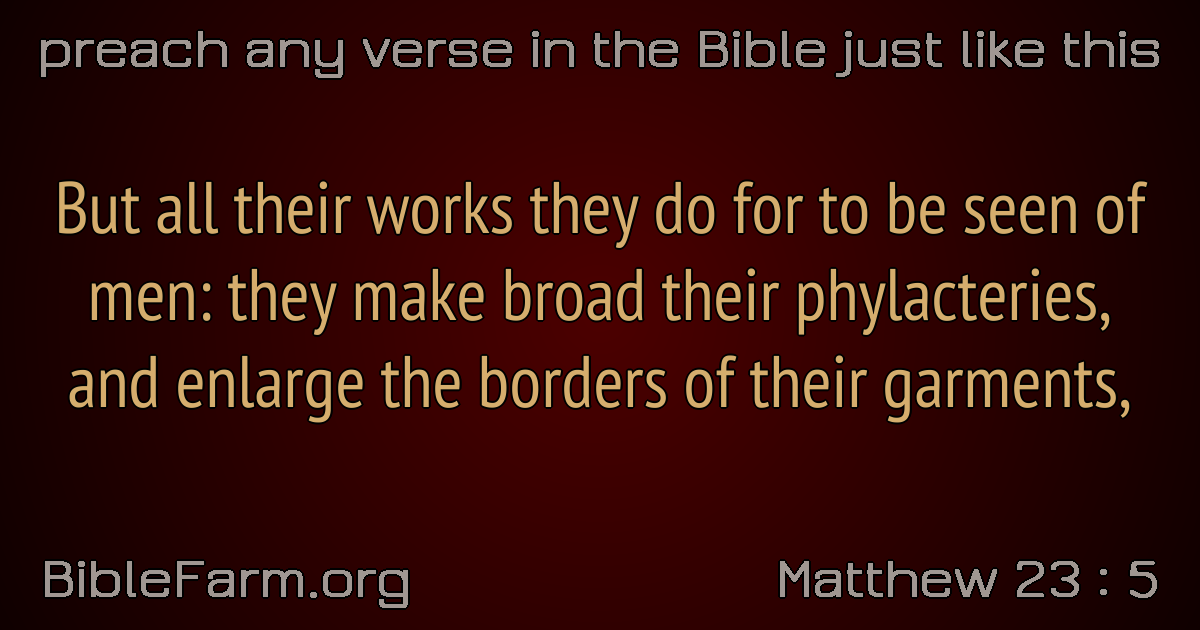 preach any verse in the Bible just like this
But all their works they do for to be seen of
men: they make broad their phylacteries,
and enlarge the borders of their garments,
BibleFarm.org
Matthew 23 : 5